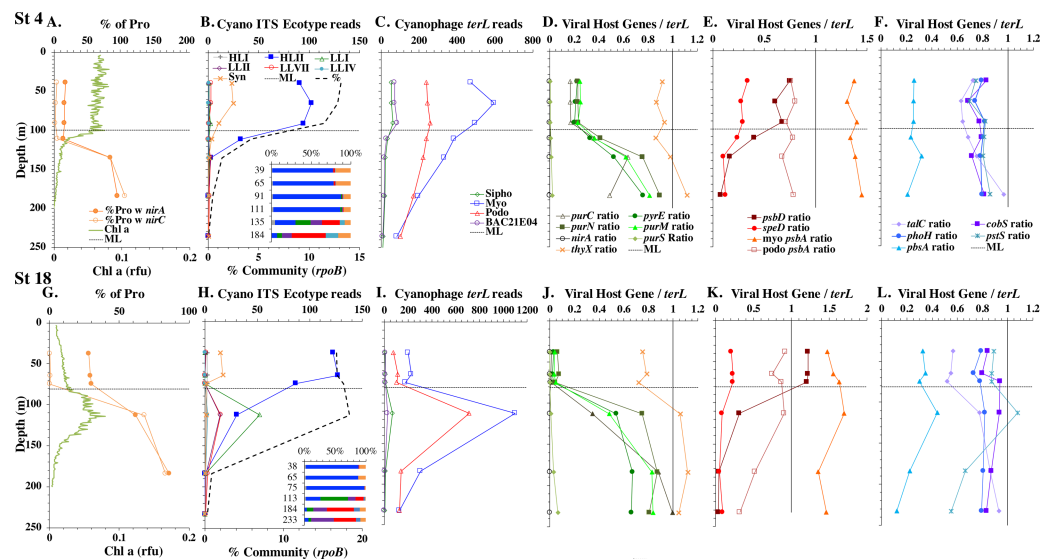 St 4
A. % of Pro
B. Cyano ITS Ecotype reads
C. Cyanophage terL reads
D. Viral Host Genes / terL
E. Viral Host Genes / terL
F. Viral Host Genes / terL
0 100 200
0 50 100 150
0 200 400 600 800
0 0.2 0.4 0.6 0.8 1 1.2
0 0.5 1 1.5
0 0.2 0.4 0.6 0.8 1 1.2
HLI HLII LLI
LLII LLVII LLIV
Syn ML %
0
50
100
150
200
250
Depth (m)
%Pro w nirA
%Pro w nirC
Chl a
ML
0% 50% 100%
39
65
91
111
135
184
Sipho
Myo
Podo
BAC21E04
ML
purC ratio pyrE ratio
purN ratio purM ratio
nirA ratio purS Ratio
thyX ratio ML
psbD ratio
speD ratio
myo psbA ratio
podo psbA ratio
talC ratio cobS ratio
phoH ratio pstS ratio
pbsA ratio ML
0 0.1 0.2
Chl a (rfu)
0 5 10 15 20
% Community (rpoB)
St 18
G. % of Pro
H. Cyano ITS Ecotype reads
I. Cyanophage terL reads
J. Viral Host Gene / terL
K. Viral Host Gene / terL
L. Viral Host Gene / terL
0 50 100
0 50 100 150
0 200 400 600 800 1000 1200
0 0.2 0.4 0.6 0.8 1 1.2
0 1 2
0 0.2 0.4 0.6 0.8 1 1.2
0
50
100
150
200
250
Depth (m)
0% 50% 100%
38
65
75
113
184
233
0 0.1 0.2
Chl a (rfu)
0 10 20
% Community (rpoB)